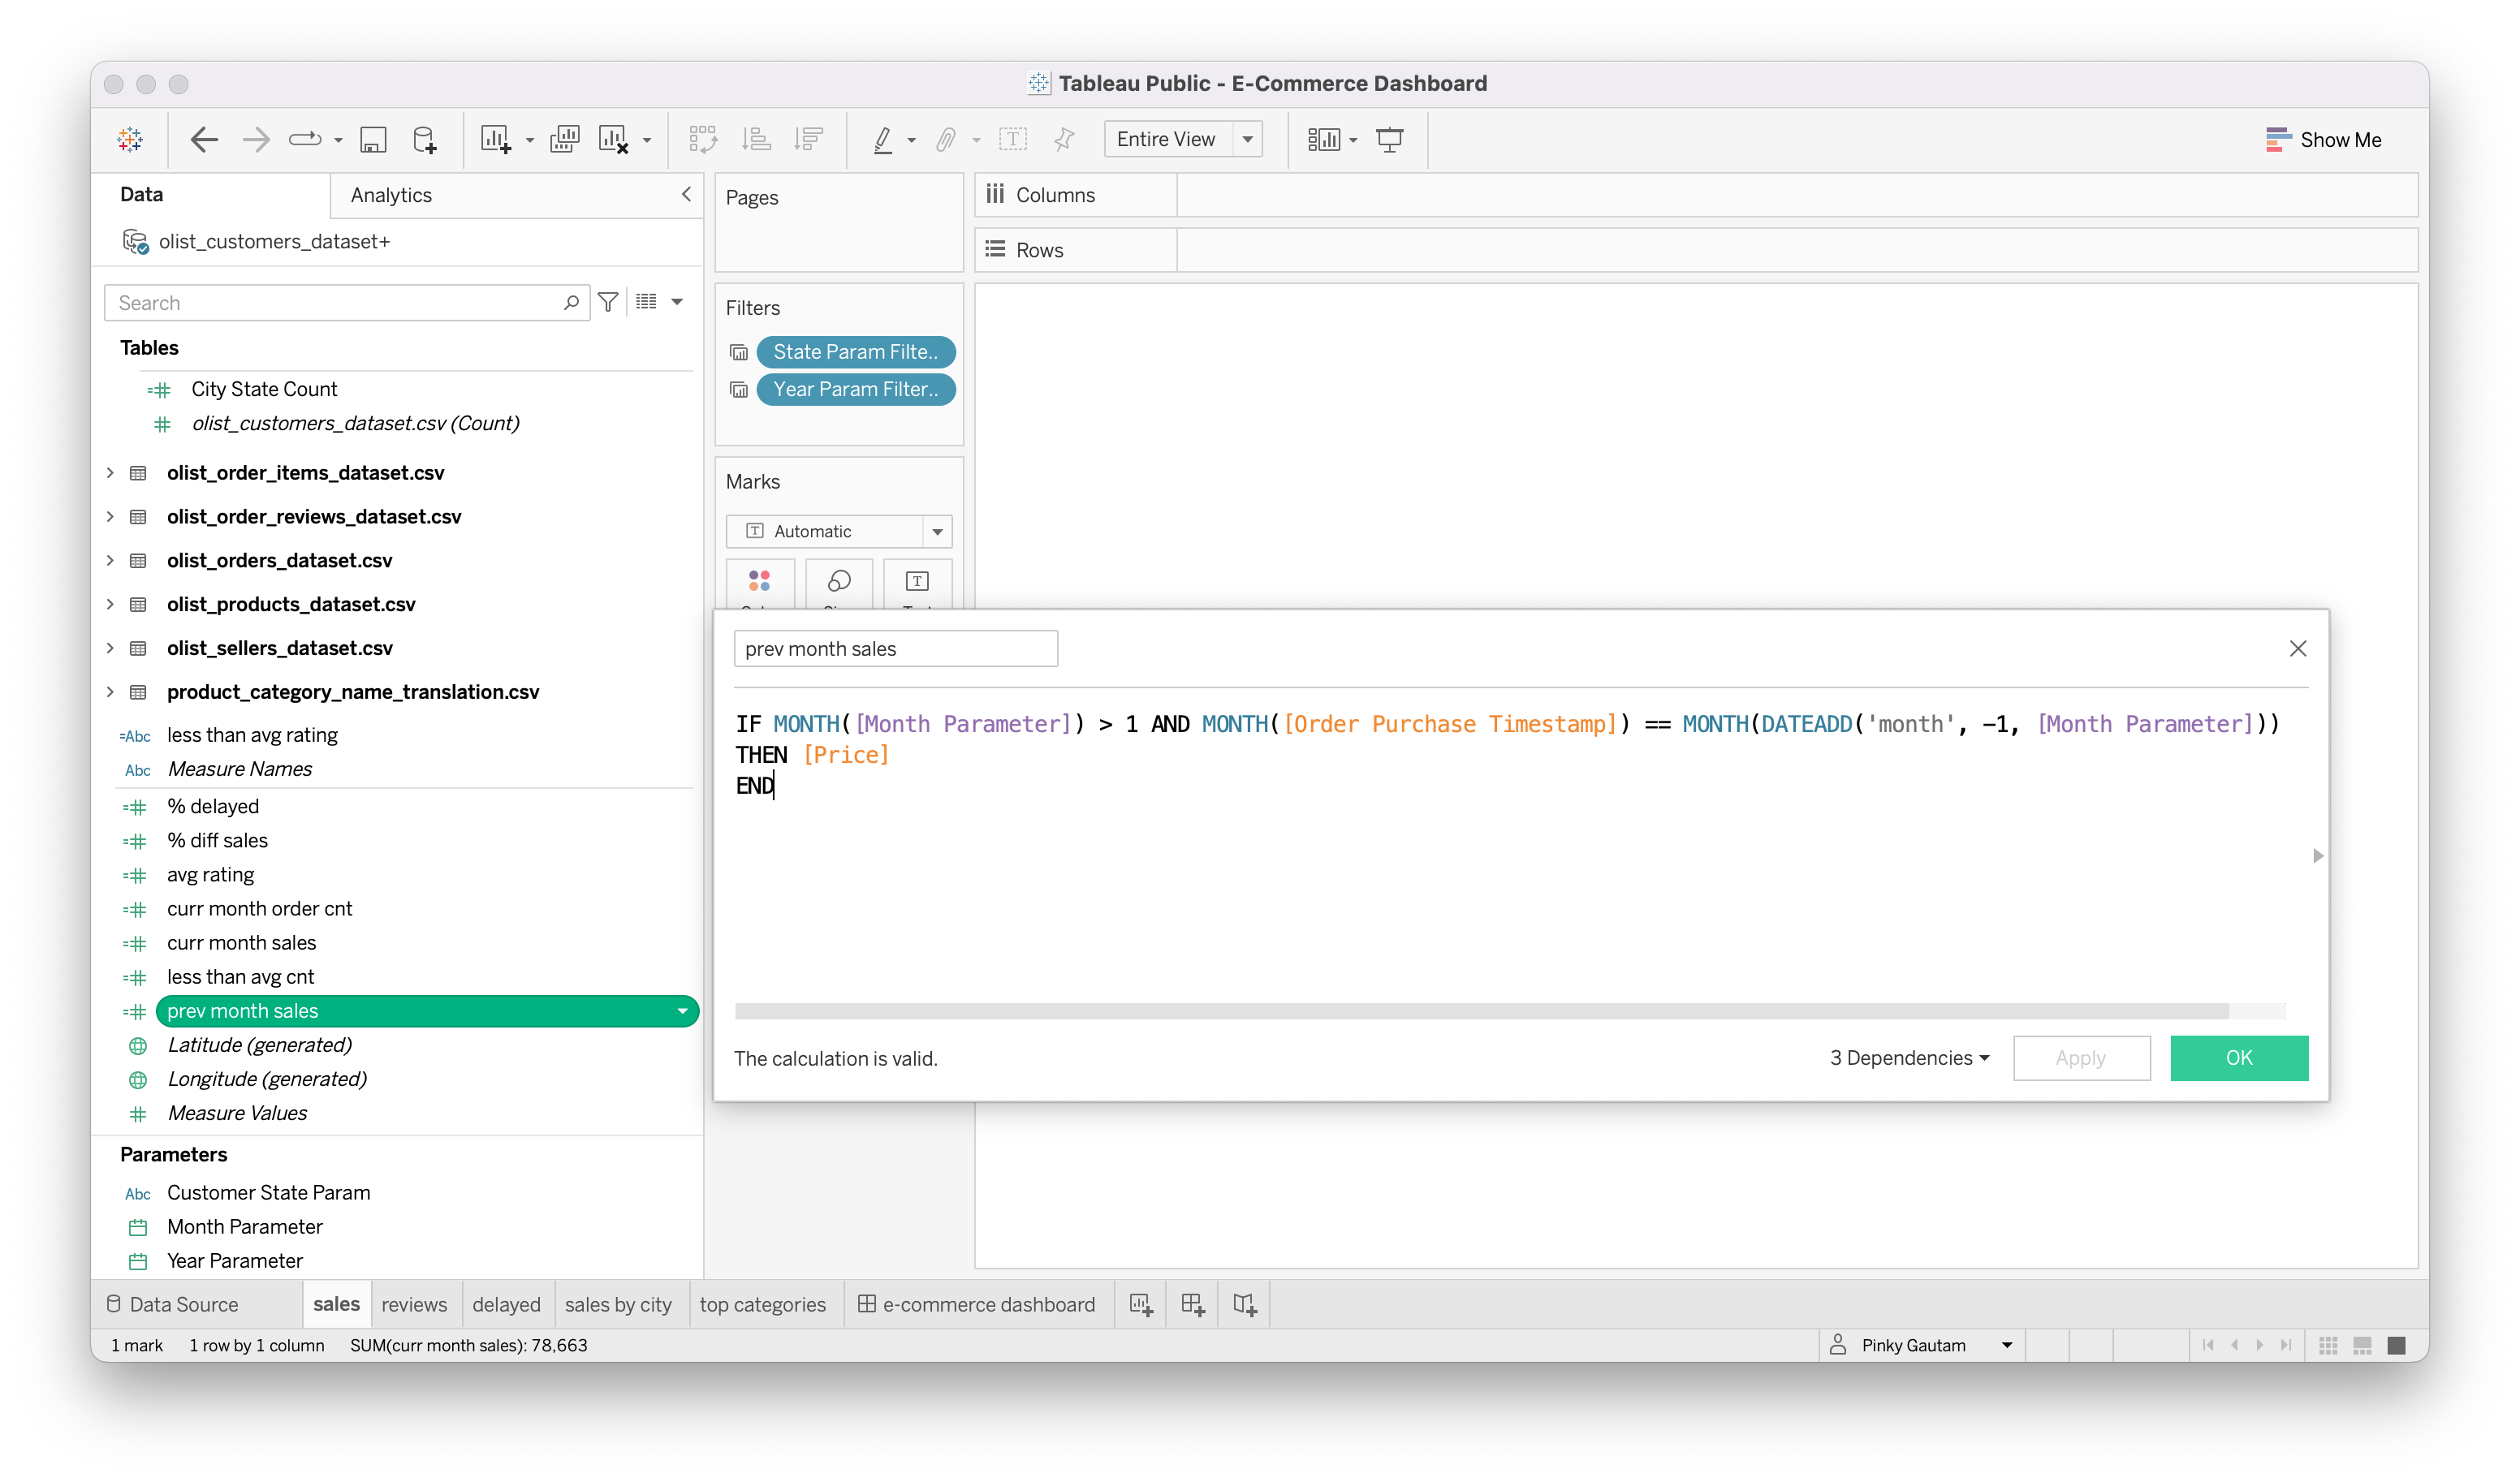 Tableau Public - E-Commerce Dashboard
Entire View
Show Me
Data
Analytics
olist_customers_dataset+
Search
Tables
City State Count
olist_customers_dataset.csv (Count)
olist_order_items_dataset.csv
olist_order_reviews_dataset.csv
olist_orders_dataset.csv
olist_products_dataset.csv
olist_sellers_dataset.csv
product_category_name_translation.csv
Abc less than avg rating
Abc Measure Names
% delayed
% diff sales
avg rating
curr month order cnt
curr month sales
less than avg cnt
prev month sales
Latitude (generated)
Longitude (generated)
Measure Values
Parameters
Abc Customer State Param
Month Parameter
Year Parameter
Pages
Columns
Rows
Filters
State Param Filte..
Year Param Filter..
Marks
Automatic
prev month sales
IF MONTH([Month Parameter]) > 1 AND MONTH([Order Purchase Timestamp]) == MONTH(DATEADD('month', -1, [Month Parameter]))
THEN [Price]
END
The calculation is valid.
3 Dependencies
Apply
OK
Data Source
sales
reviews
delayed
sales by city
top categories
e-commerce dashboard
1 mark
1 row by 1 column
SUM(curr month sales): 78,663
Pinky Gautam